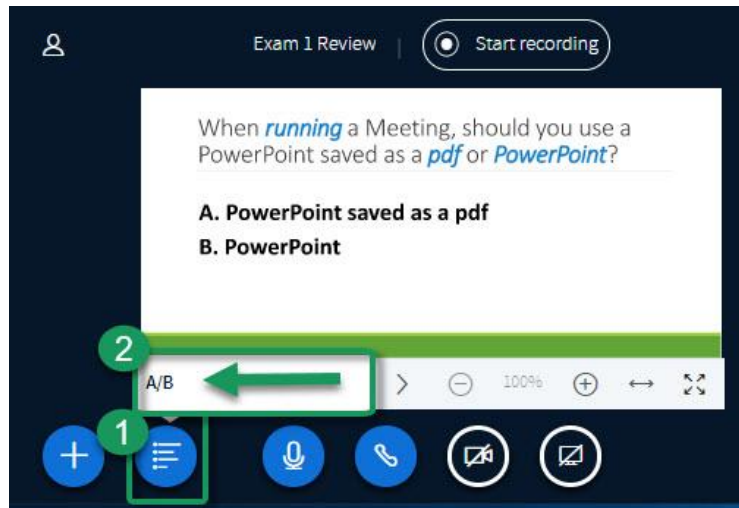 Exam 1 Review
Start recording
When running a Meeting, should you use a
PowerPoint saved as a pdf or PowerPoint?
A. PowerPoint saved as a pdf
B. PowerPoint
2
A/B
100%
1